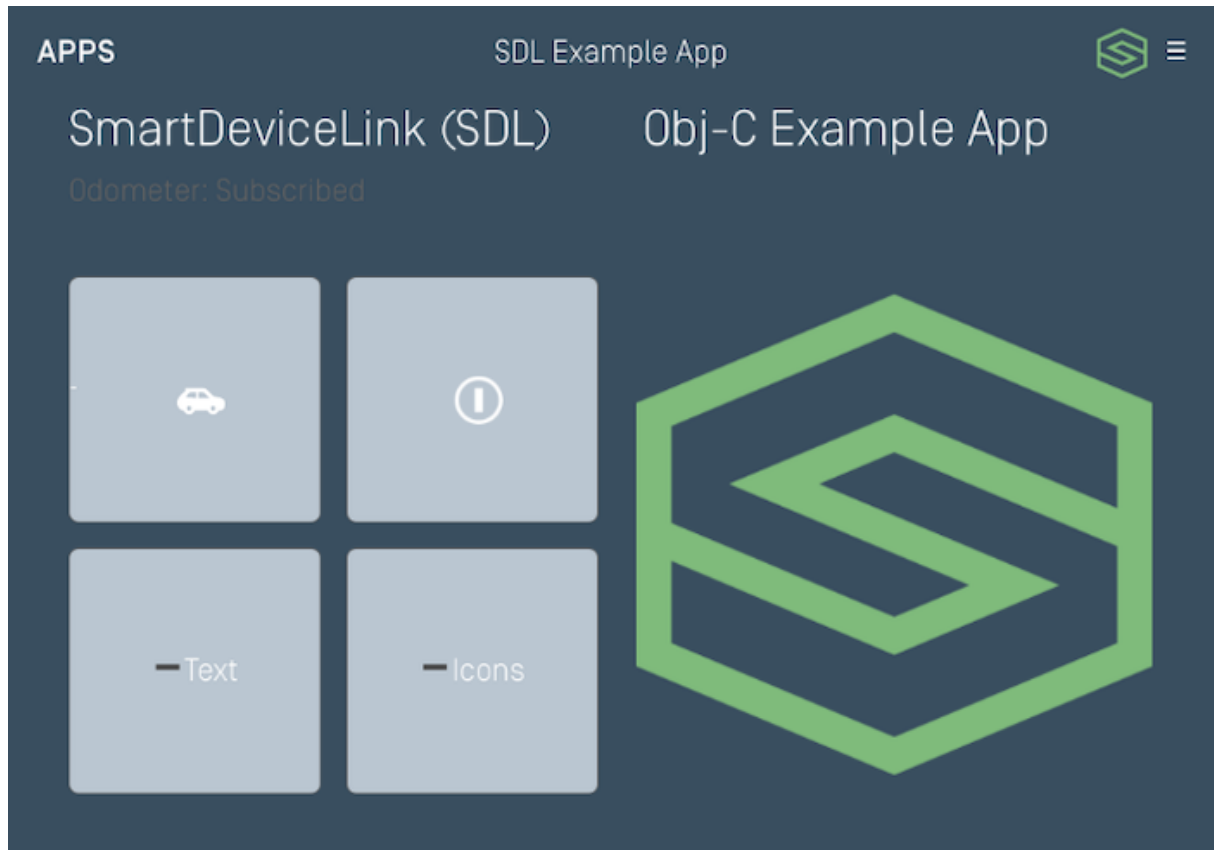 APPS SDL Example App
SmartDeviceLink (SDL) Obj-C Example App
Odometer: Subscribed
Text Icons